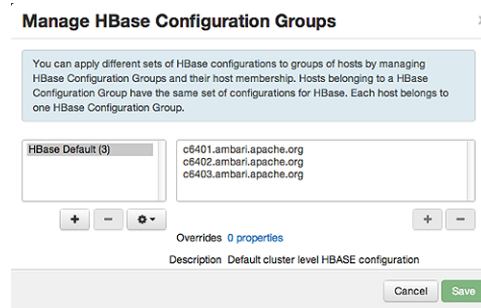 Manage HBase Configuration Groups
You can apply different sets of HBase configurations to groups of hosts by managing
HBase Configuration Groups and their host membership. Hosts belonging to a HBase
Configuration Group have the same set of configurations for HBase. Each host belongs to
one HBase Configuration Group.
HBase Default (3)
c6401.ambari.apache.org
c6402.ambari.apache.org
c6403.ambari.apache.org
Overrides 0 properties
Description Default cluster level HBASE configuration
Cancel Save